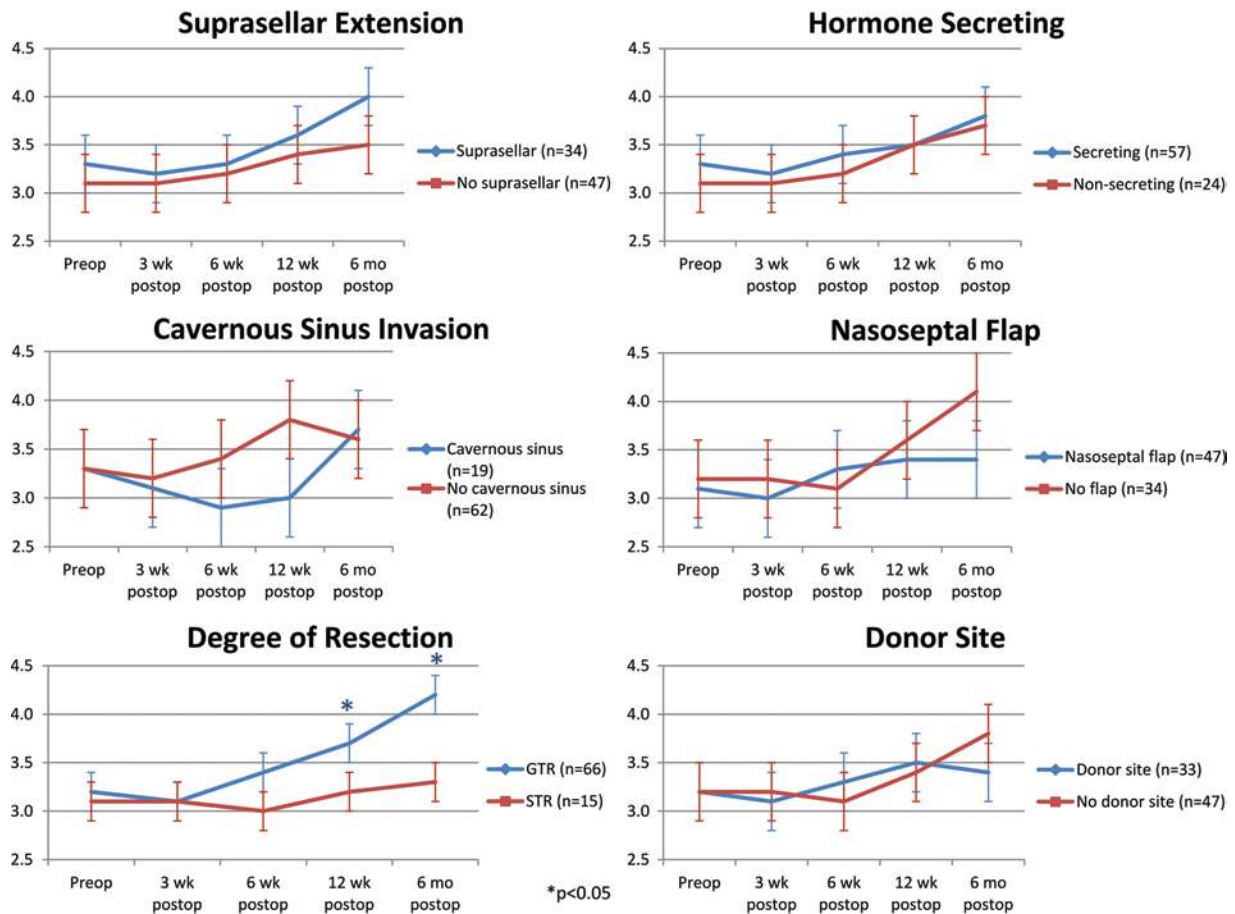 Suprasellar Extension
4.5
4.0
3.5
3.0
2.5
Preop
3 wk
postop
6 wk
postop
12 wk
postop
6 mo
postop
Suprasellar (n=34)
No suprasellar (n=47)
Hormone Secreting
4.5
4.0
3.5
3.0
2.5
Preop
3 wk
postop
6 wk
postop
12 wk
postop
6 mo
postop
Secreting (n=57)
Non-secreting (n=24)
Cavernous Sinus Invasion
4.5
4.0
3.5
3.0
2.5
Preop
3 wk
postop
6 wk
postop
12 wk
postop
6 mo
postop
Cavernous sinus
(n=19)
No cavernous sinus
(n=62)
Nasoseptal Flap
4.5
4.0
3.5
3.0
2.5
Preop
3 wk
postop
6 wk
postop
12 wk
postop
6 mo
postop
Nasoseptal flap (n=47)
No flap (n=34)
Degree of Resection
4.5
4.0
3.5
3.0
2.5
*
*
Preop
3 wk
postop
6 wk
postop
12 wk
postop
6 mo
postop
GTR (n=66)
STR (n=15)
*p<0.05
Donor Site
4.5
4.0
3.5
3.0
2.5
Preop
3 wk
postop
6 wk
postop
12 wk
postop
6 mo
postop
Donor site (n=33)
No donor site (n=47)